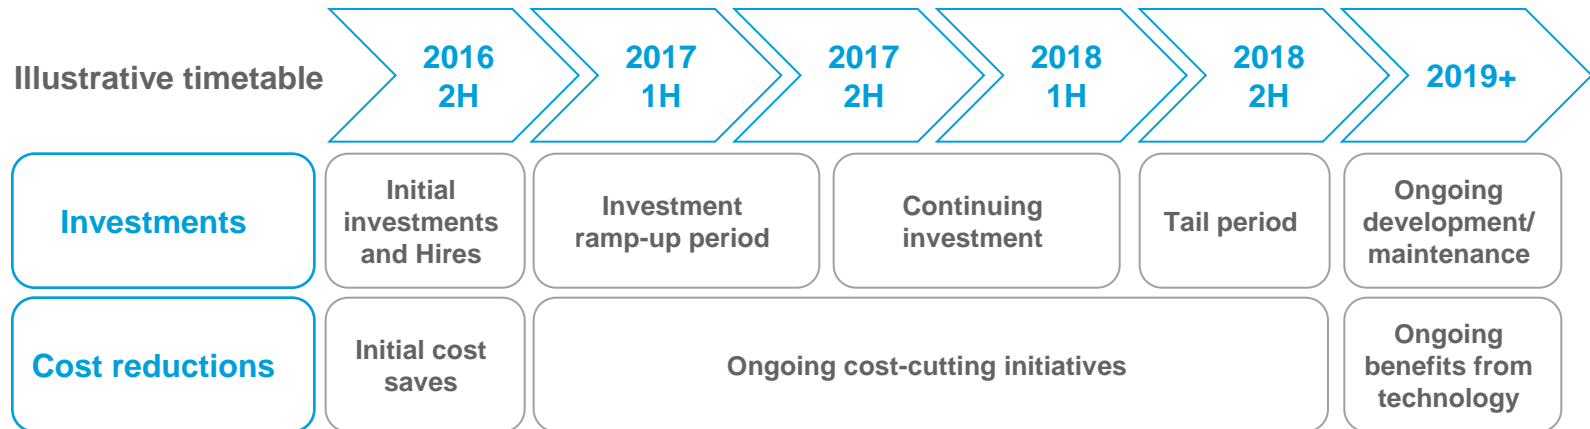 Illustrative timetable
2016
2H
2017
1H
2017
2H
2018
1H
2018
2H
2019+
Investments
Initial
investments
and Hires
Investment
ramp-up period
Continuing
investment
Tail period
Ongoing
development/
maintenance
Cost reductions
Initial cost
saves
Ongoing cost-cutting initiatives
Ongoing
benefits from
technology